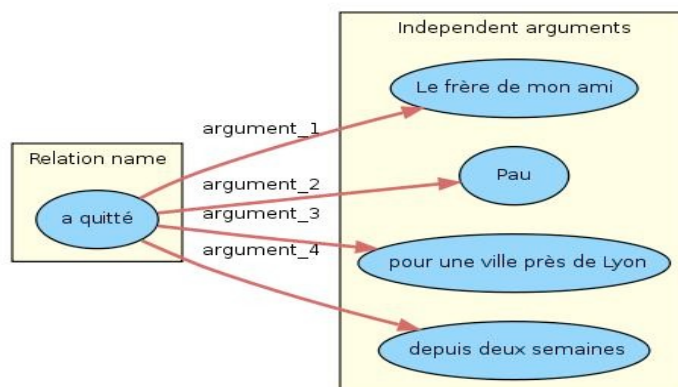 Independent arguments
Le frère de mon ami
argument_1
Relation name
Pau
argument_2
a quitté
argument_3
argument_4
pour une ville près de Lyon
depuis deux semaines